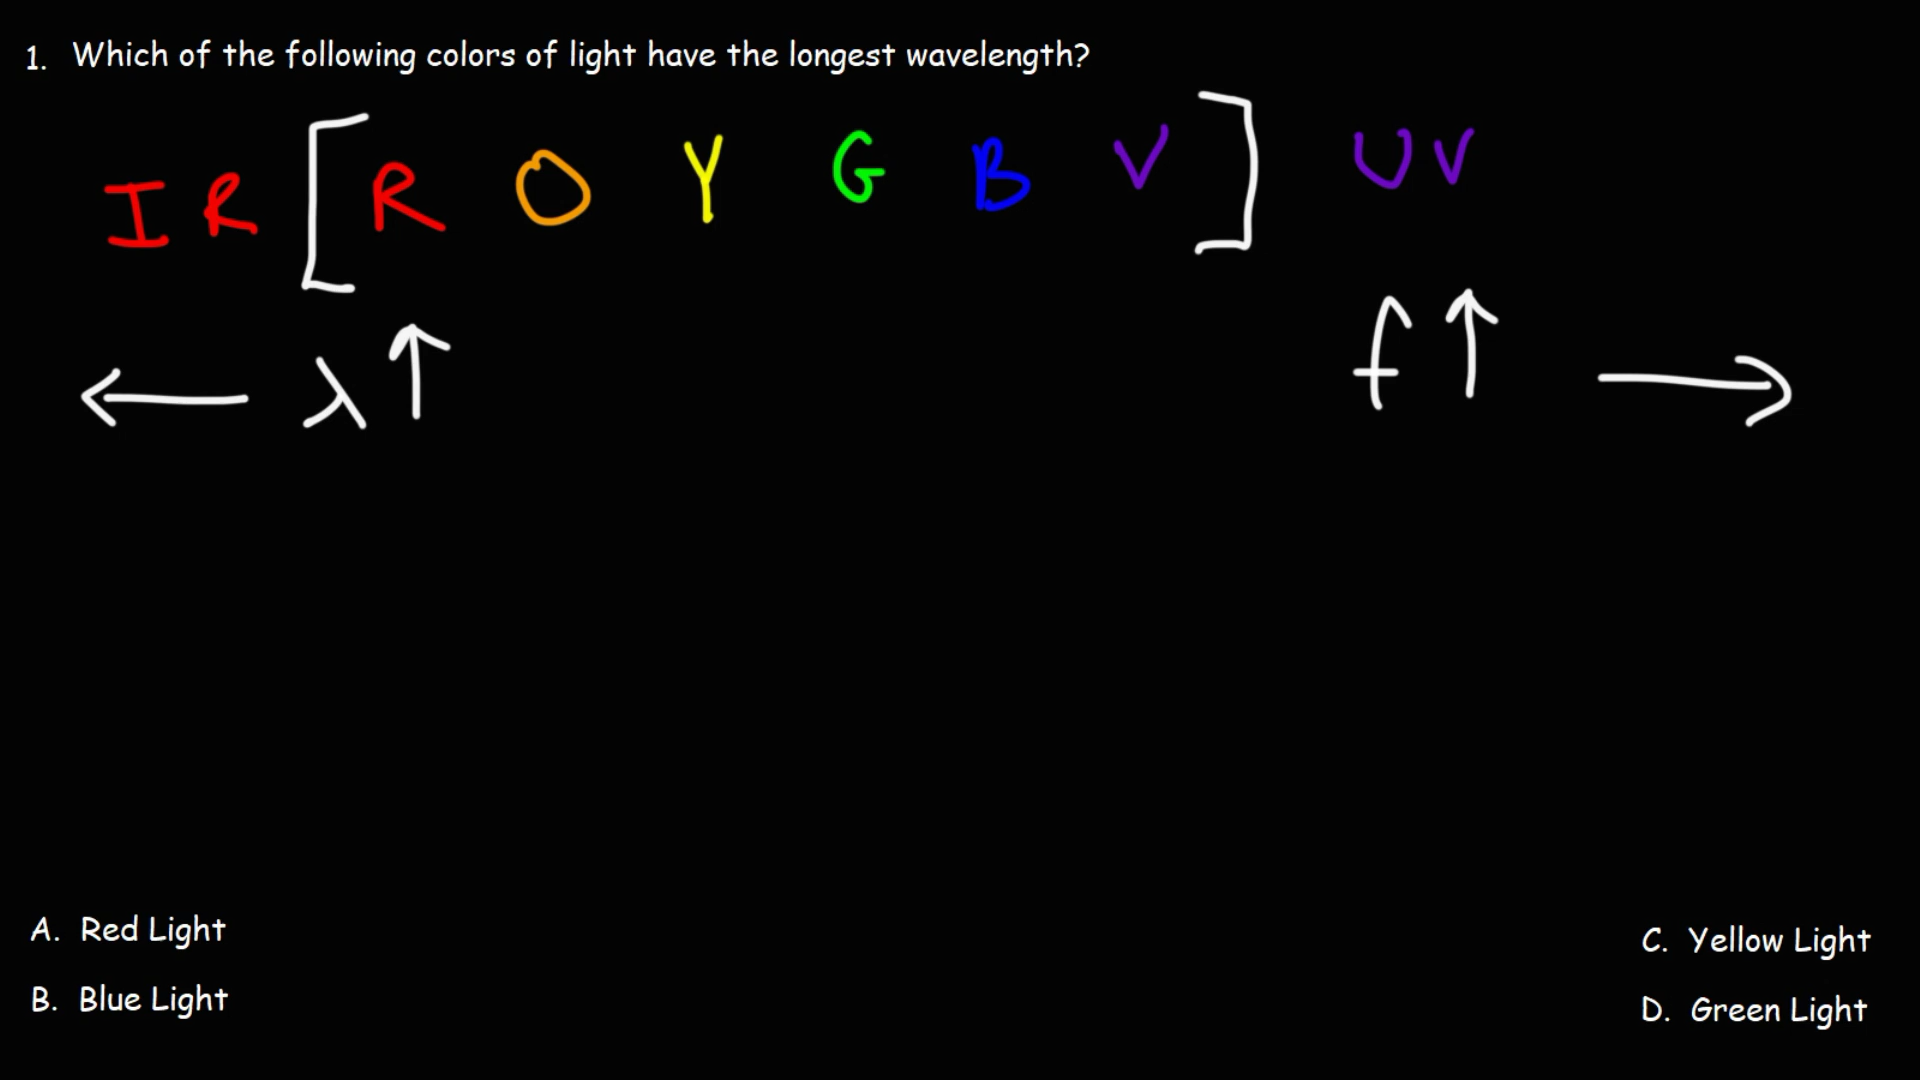 1. Which of the following colors of light have the longest wavelength?
IR [ R O Y G B V ] UV
← λ↑ f↑ →
A. Red Light
C. Yellow Light
B. Blue Light
D. Green Light